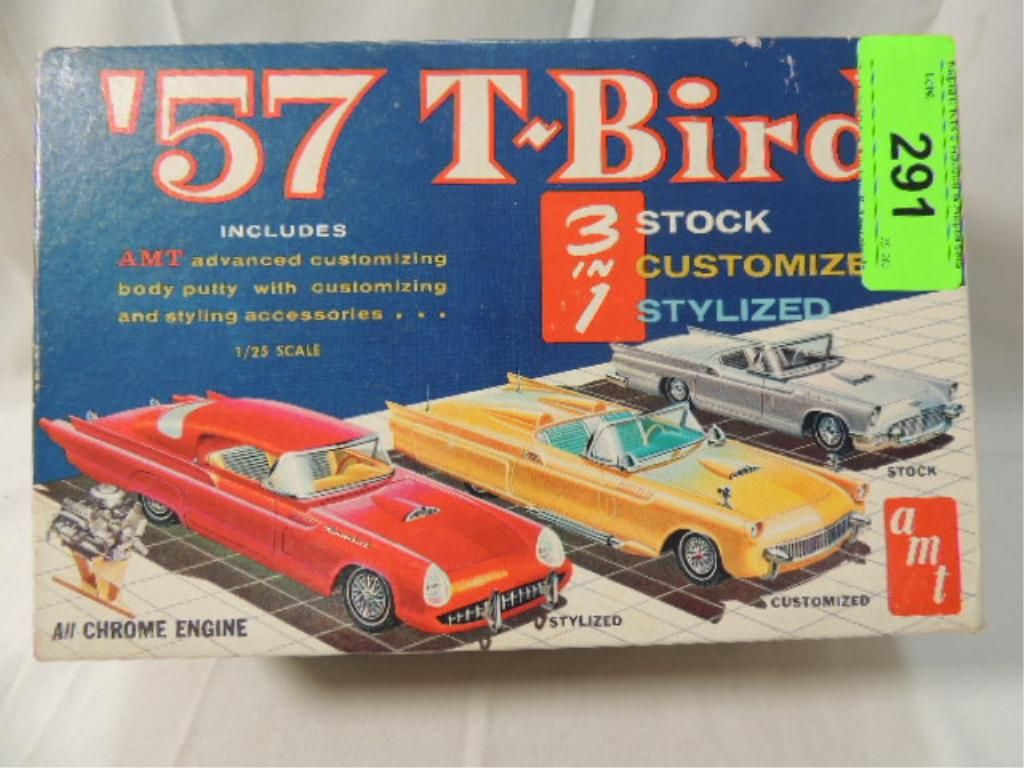 '57 T-Bird
291
INCLUDES
AMT advanced customizing
body putty with customizing
and styling accessories . . .
1/25 SCALE
3 IN 1
STOCK
CUSTOMIZE
STYLIZED
STOCK
CUSTOMIZED
STYLIZED
All CHROME ENGINE
amt